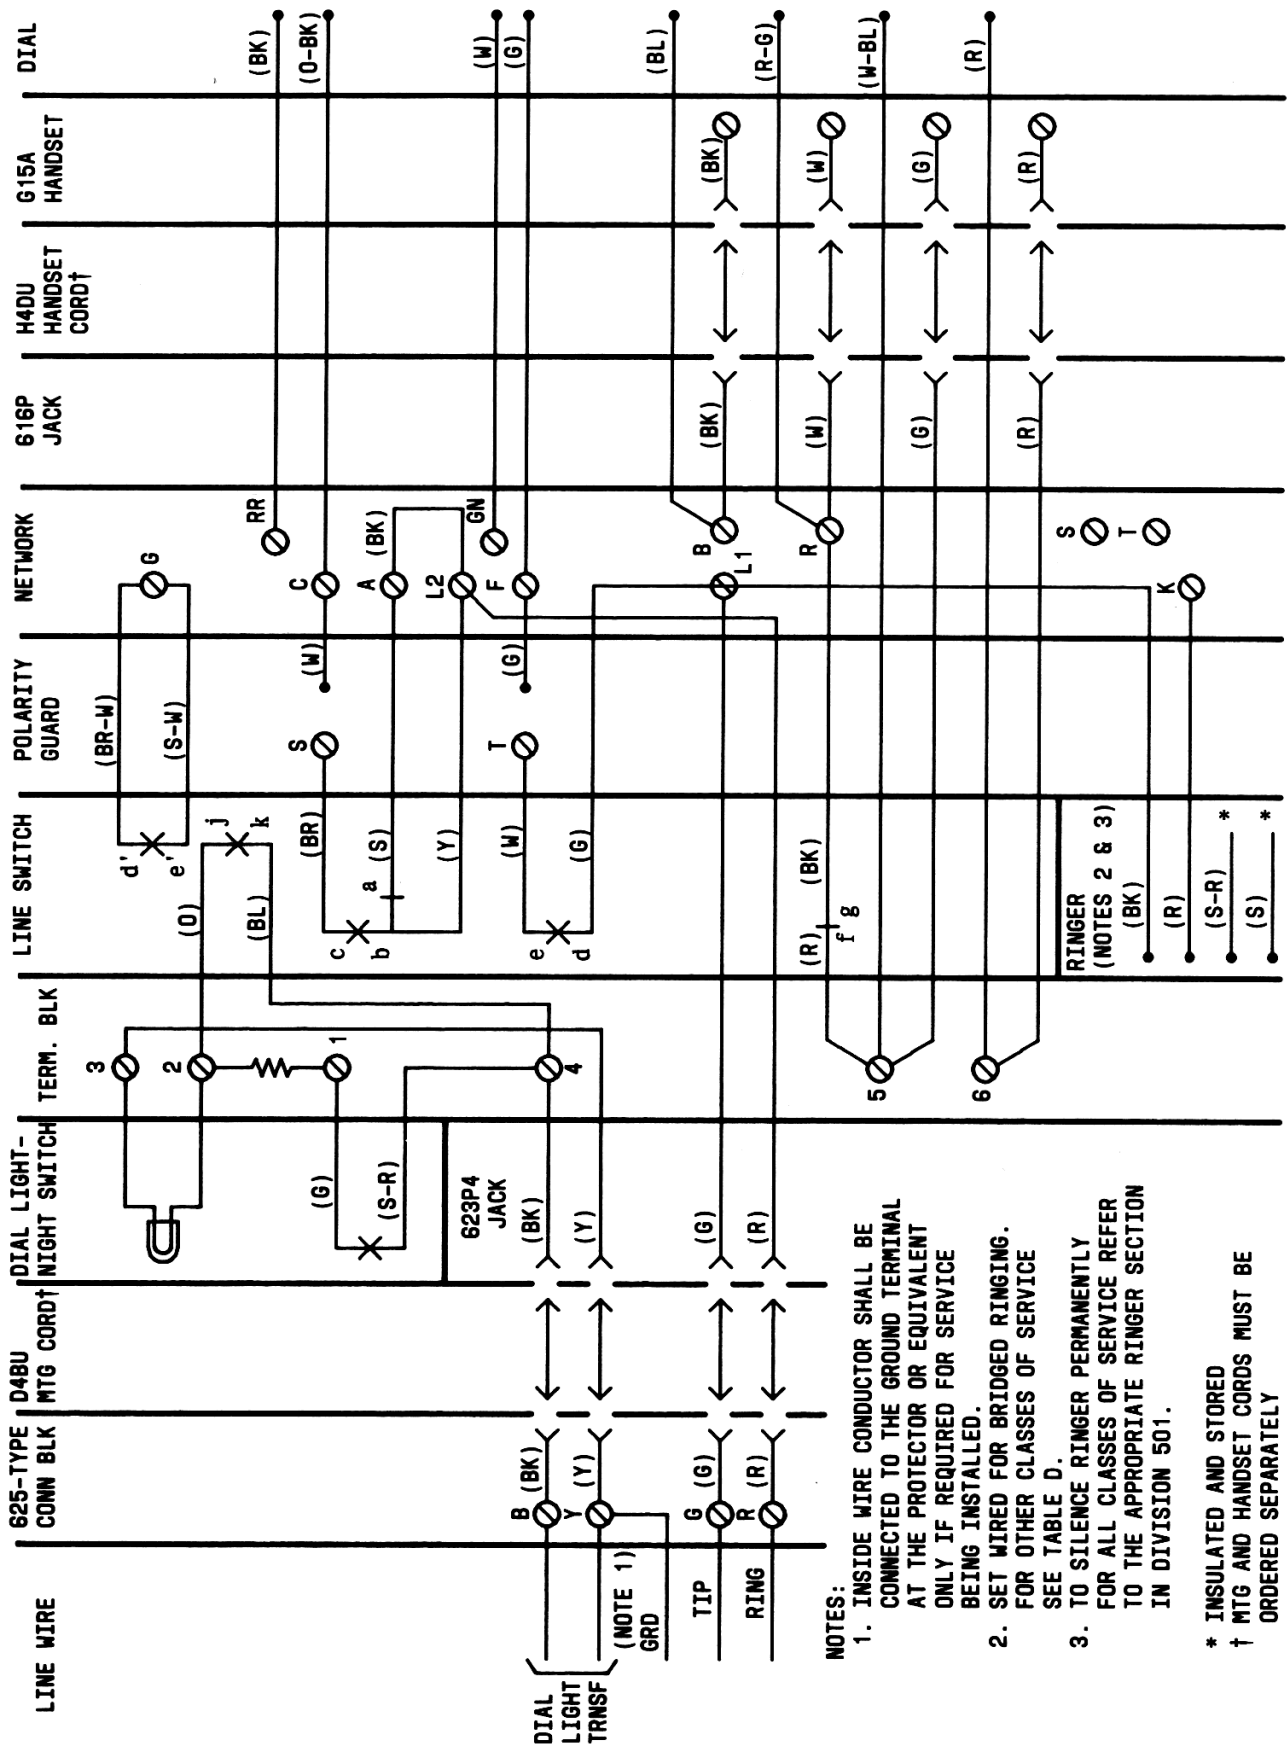 LINE WIRE
625-TYPE
CONN BLK
D4BU
MTG CORD†
DIAL LIGHT-
NIGHT SWITCH
TERM. BLK
LINE SWITCH
POLARITY
GUARD
NETWORK
616P
JACK
H4DU
HANDSET
CORD†
G15A
HANDSET
DIAL
3
2
1
(O)
(BL)
d'
e'
j
k
(BR-W)
(S-W)
G
RR
(BK)
(G)
(S-R)
c
b
a
(BR)
(S)
(Y)
S
(W)
C
A
L2
(BK)
(O-BK)
623P4
JACK
DIAL
LIGHT
TRNSF
B
(BK)
(BK)
4
e
d
(W)
(G)
T
(G)
F
GN
(W)
(G)
Y
(Y)
(Y)
(NOTE 1)
GRD
TIP
G
(G)
(G)
B
L1
(BL)
(BK)
(BK)
RING
R
(R)
(R)
R
(R-G)
(W)
(W)
5
(R)
f
g
(BK)
(W-BL)
(G)
(G)
6
(R)
(R)
(R)
RINGER
(NOTES 2 & 3)
(BK)
(R)
(S-R) *
(S) *
S
T
K
NOTES:
1. INSIDE WIRE CONDUCTOR SHALL BE
CONNECTED TO THE GROUND TERMINAL
AT THE PROTECTOR OR EQUIVALENT
ONLY IF REQUIRED FOR SERVICE
BEING INSTALLED.
2. SET WIRED FOR BRIDGED RINGING.
FOR OTHER CLASSES OF SERVICE
SEE TABLE D.
3. TO SILENCE RINGER PERMANENTLY
FOR ALL CLASSES OF SERVICE REFER
TO THE APPROPRIATE RINGER SECTION
IN DIVISION 501.
* INSULATED AND STORED
† MTG AND HANDSET CORDS MUST BE
ORDERED SEPARATELY